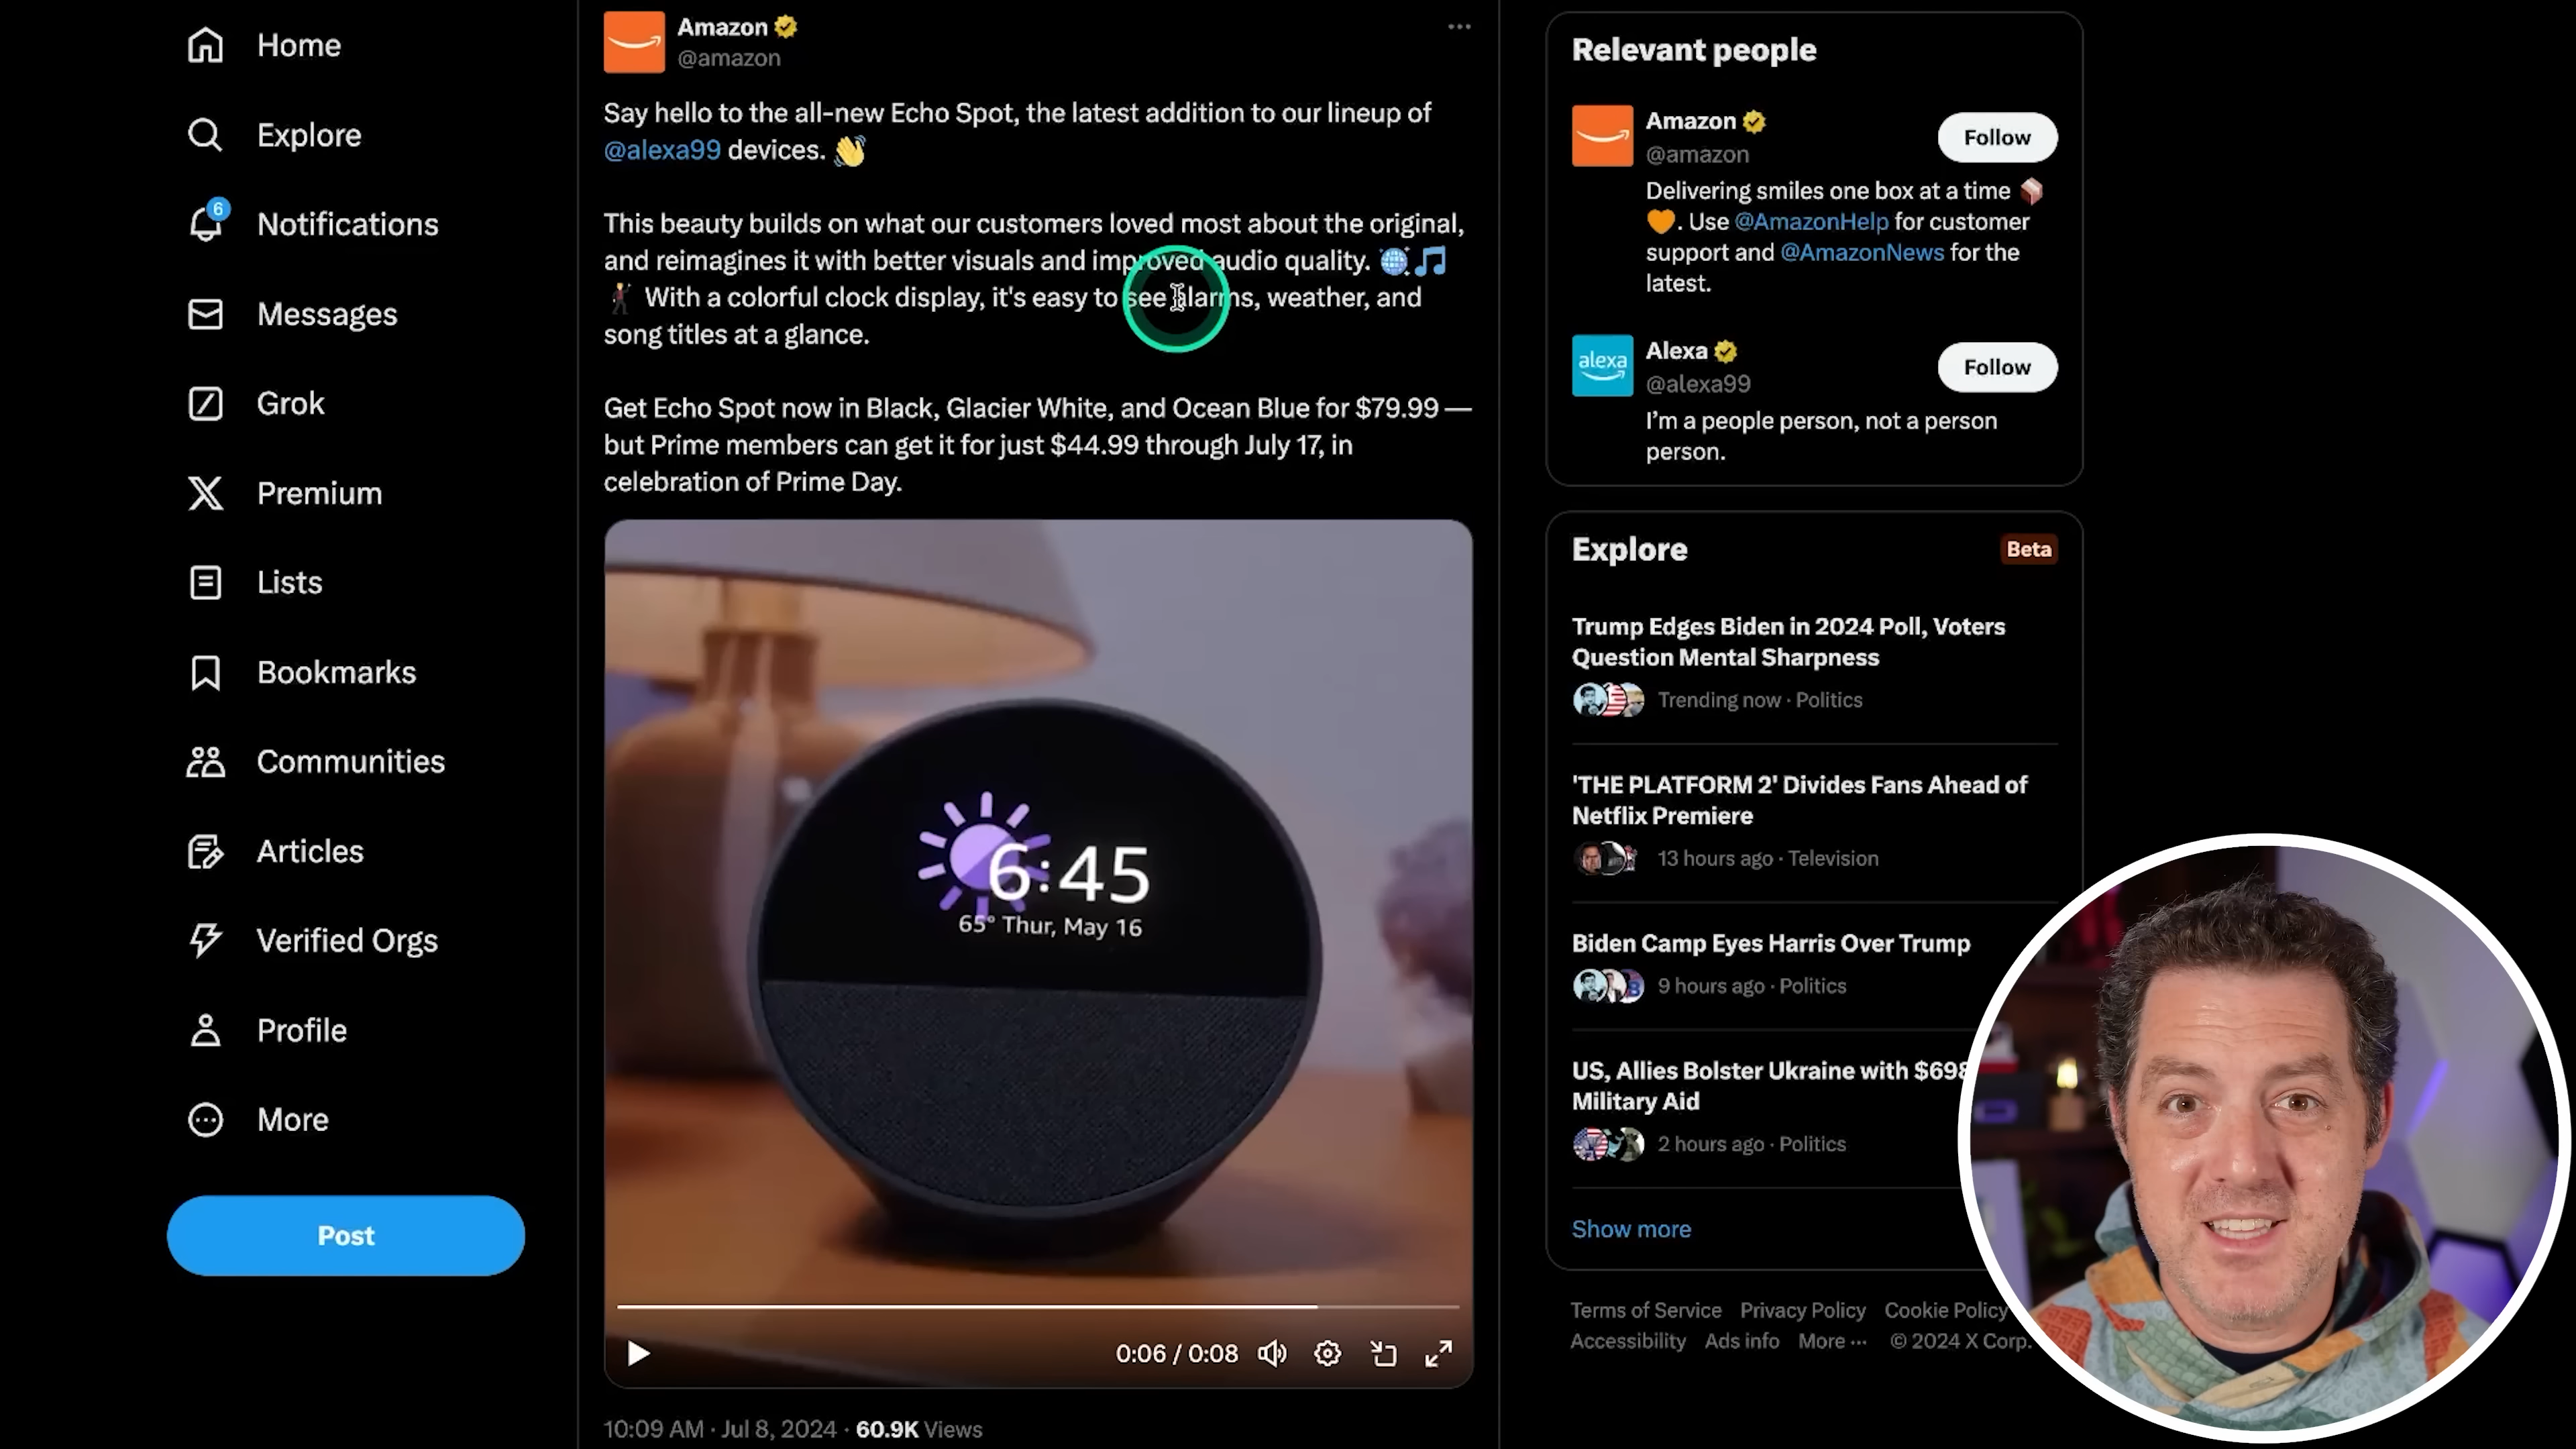 Home
Explore
6
Notifications
Messages
Grok
Premium
Lists
Bookmarks
Communities
Articles
Verified Orgs
Profile
More
Post
Amazon
@amazon
Say hello to the all-new Echo Spot, the latest addition to our lineup of
@alexa99 devices. 👋
This beauty builds on what our customers loved most about the original,
and reimagines it with better visuals and improved audio quality. 🪩🎵
🕺 With a colorful clock display, it's easy to see alarms, weather, and
song titles at a glance.
Get Echo Spot now in Black, Glacier White, and Ocean Blue for $79.99 —
but Prime members can get it for just $44.99 through July 17, in
celebration of Prime Day.
6:45
65° Thur, May 16
0:06 / 0:08
10:09 AM · Jul 8, 2024 · 60.9K Views
Relevant people
Amazon
@amazon
Follow
Delivering smiles one box at a time 📦
🧡. Use @AmazonHelp for customer
support and @AmazonNews for the
latest.
alexa
Alexa
@alexa99
Follow
I'm a people person, not a person
person.
Explore
Beta
Trump Edges Biden in 2024 Poll, Voters
Question Mental Sharpness
Trending now · Politics
'THE PLATFORM 2' Divides Fans Ahead of
Netflix Premiere
13 hours ago · Television
Biden Camp Eyes Harris Over Trump
9 hours ago · Politics
US, Allies Bolster Ukraine with $698
Military Aid
2 hours ago · Politics
Show more
Terms of Service Privacy Policy Cookie Policy
Accessibility Ads info More ··· © 2024 X Corp.